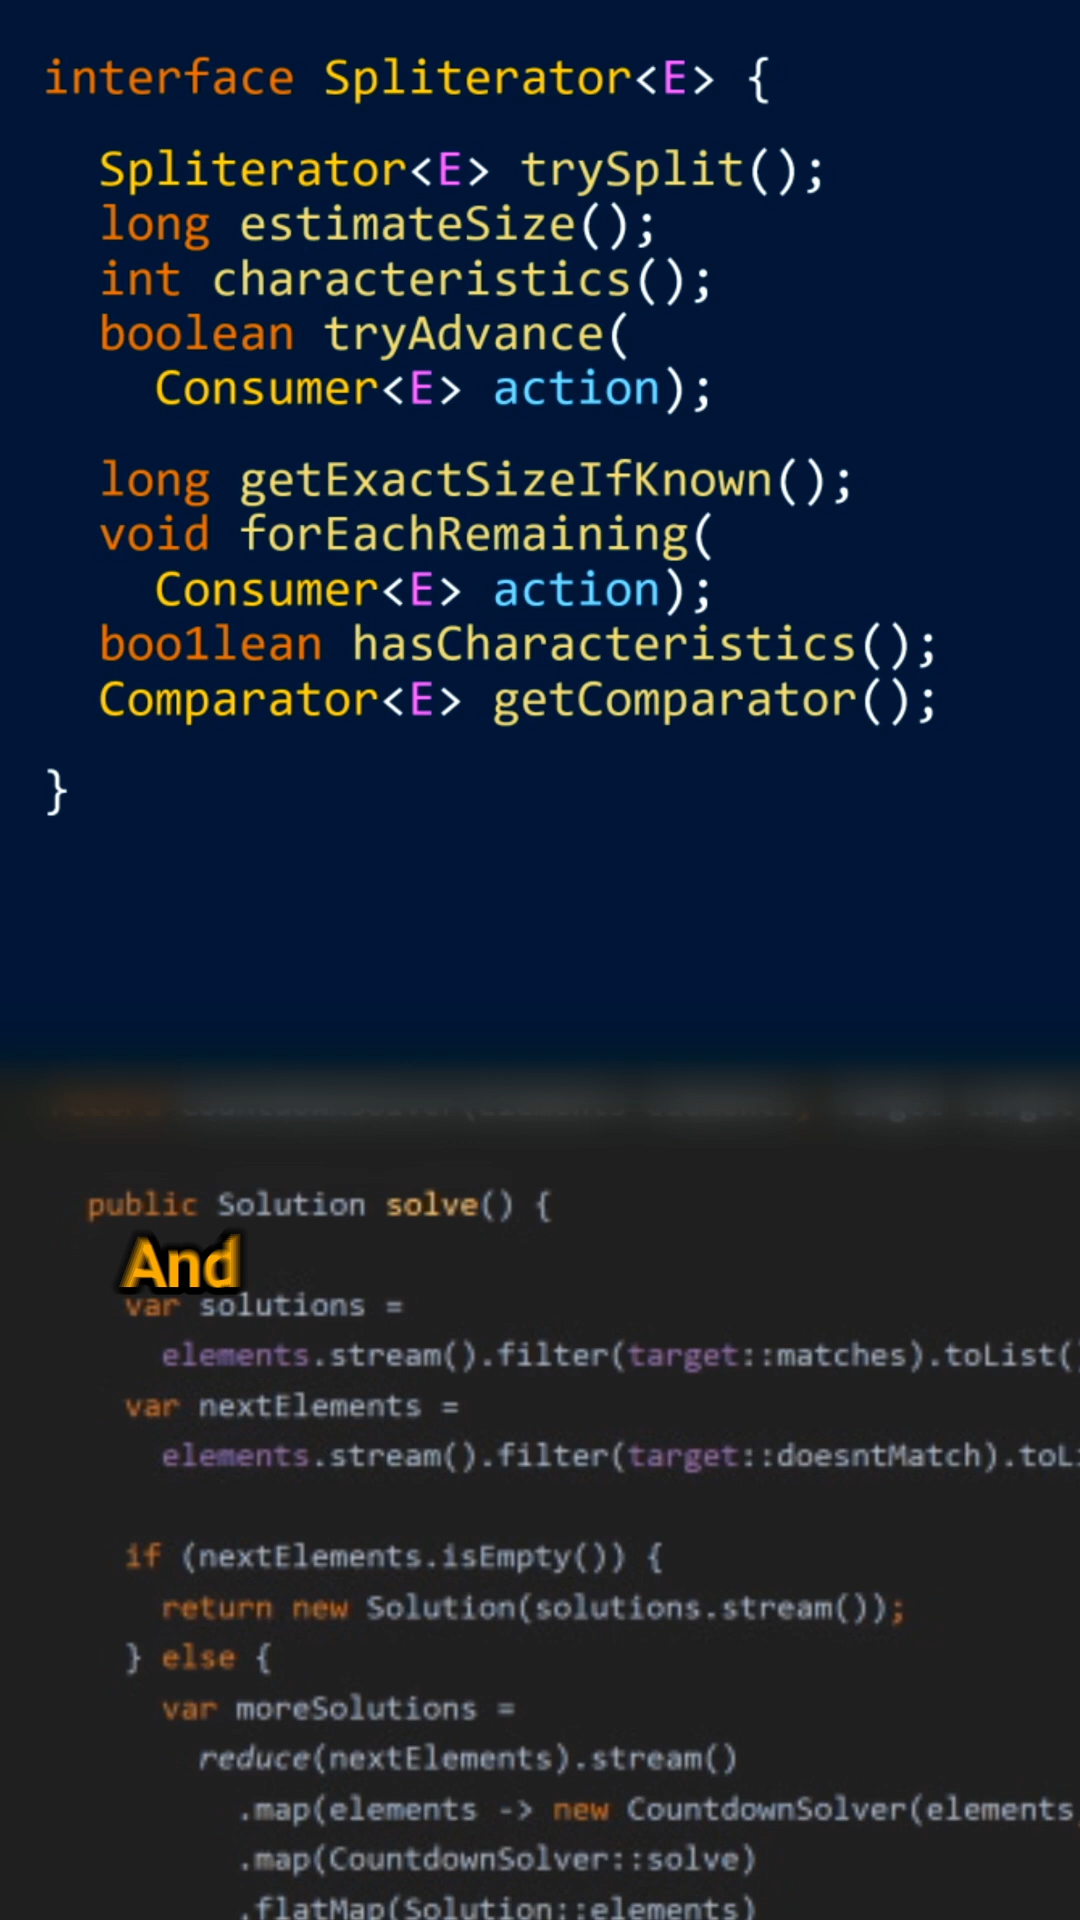 interface Spliterator<E> {
Spliterator<E> trySplit();
long estimateSize();
int characteristics();
boolean tryAdvance(
Consumer<E> action);
long getExactSizeIfKnown();
void forEachRemaining(
Consumer<E> action);
boo1lean hasCharacteristics();
Comparator<E> getComparator();
}
public Solution solve() {
And
var solutions =
elements.stream().filter(target::matches).toList()
var nextElements =
elements.stream().filter(target::doesntMatch).toLi
if (nextElements.isEmpty()) {
return new Solution(solutions.stream());
} else {
var moreSolutions =
reduce(nextElements).stream()
.map(elements -> new CountdownSolver(elements,
.map(CountdownSolver::solve)
.flatMap(Solution::elements)